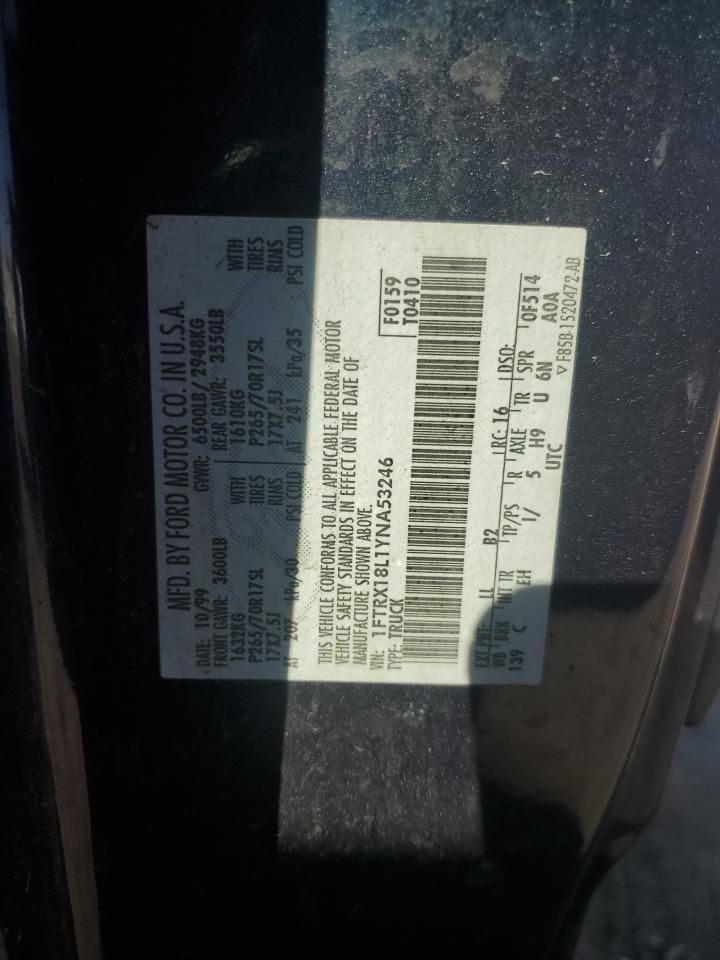 MFD. BY FORD MOTOR CO. IN U.S.A.
DATE: 10/99 GVWR: 6500LB / 2948KG
FRONT GAWR: 3600LB REAR GAWR: 3550LB
1632KG WITH 1610KG WITH
P265/70R17SL TIRES P265/70R17SL TIRES
17X7.5J RIMS 17X7.5J RIMS
AT 207 kPa/30 PSI COLD AT 241 kPa/35 PSI COLD
THIS VEHICLE CONFORMS TO ALL APPLICABLE FEDERAL MOTOR
VEHICLE SAFETY STANDARDS IN EFFECT ON THE DATE OF
MANUFACTURE SHOWN ABOVE.
VIN: 1FTRX18L1YNA53246 F0159
TYPE: TRUCK T0410
EXT PNT: LL B2 RC: 16 DSO:
WB BRK INT TR TP/PS R AXLE TR SPR 0F514
139 C EH I/ 5 H9 U 6N A0A
UTC ▽ F85B-1520472-AB